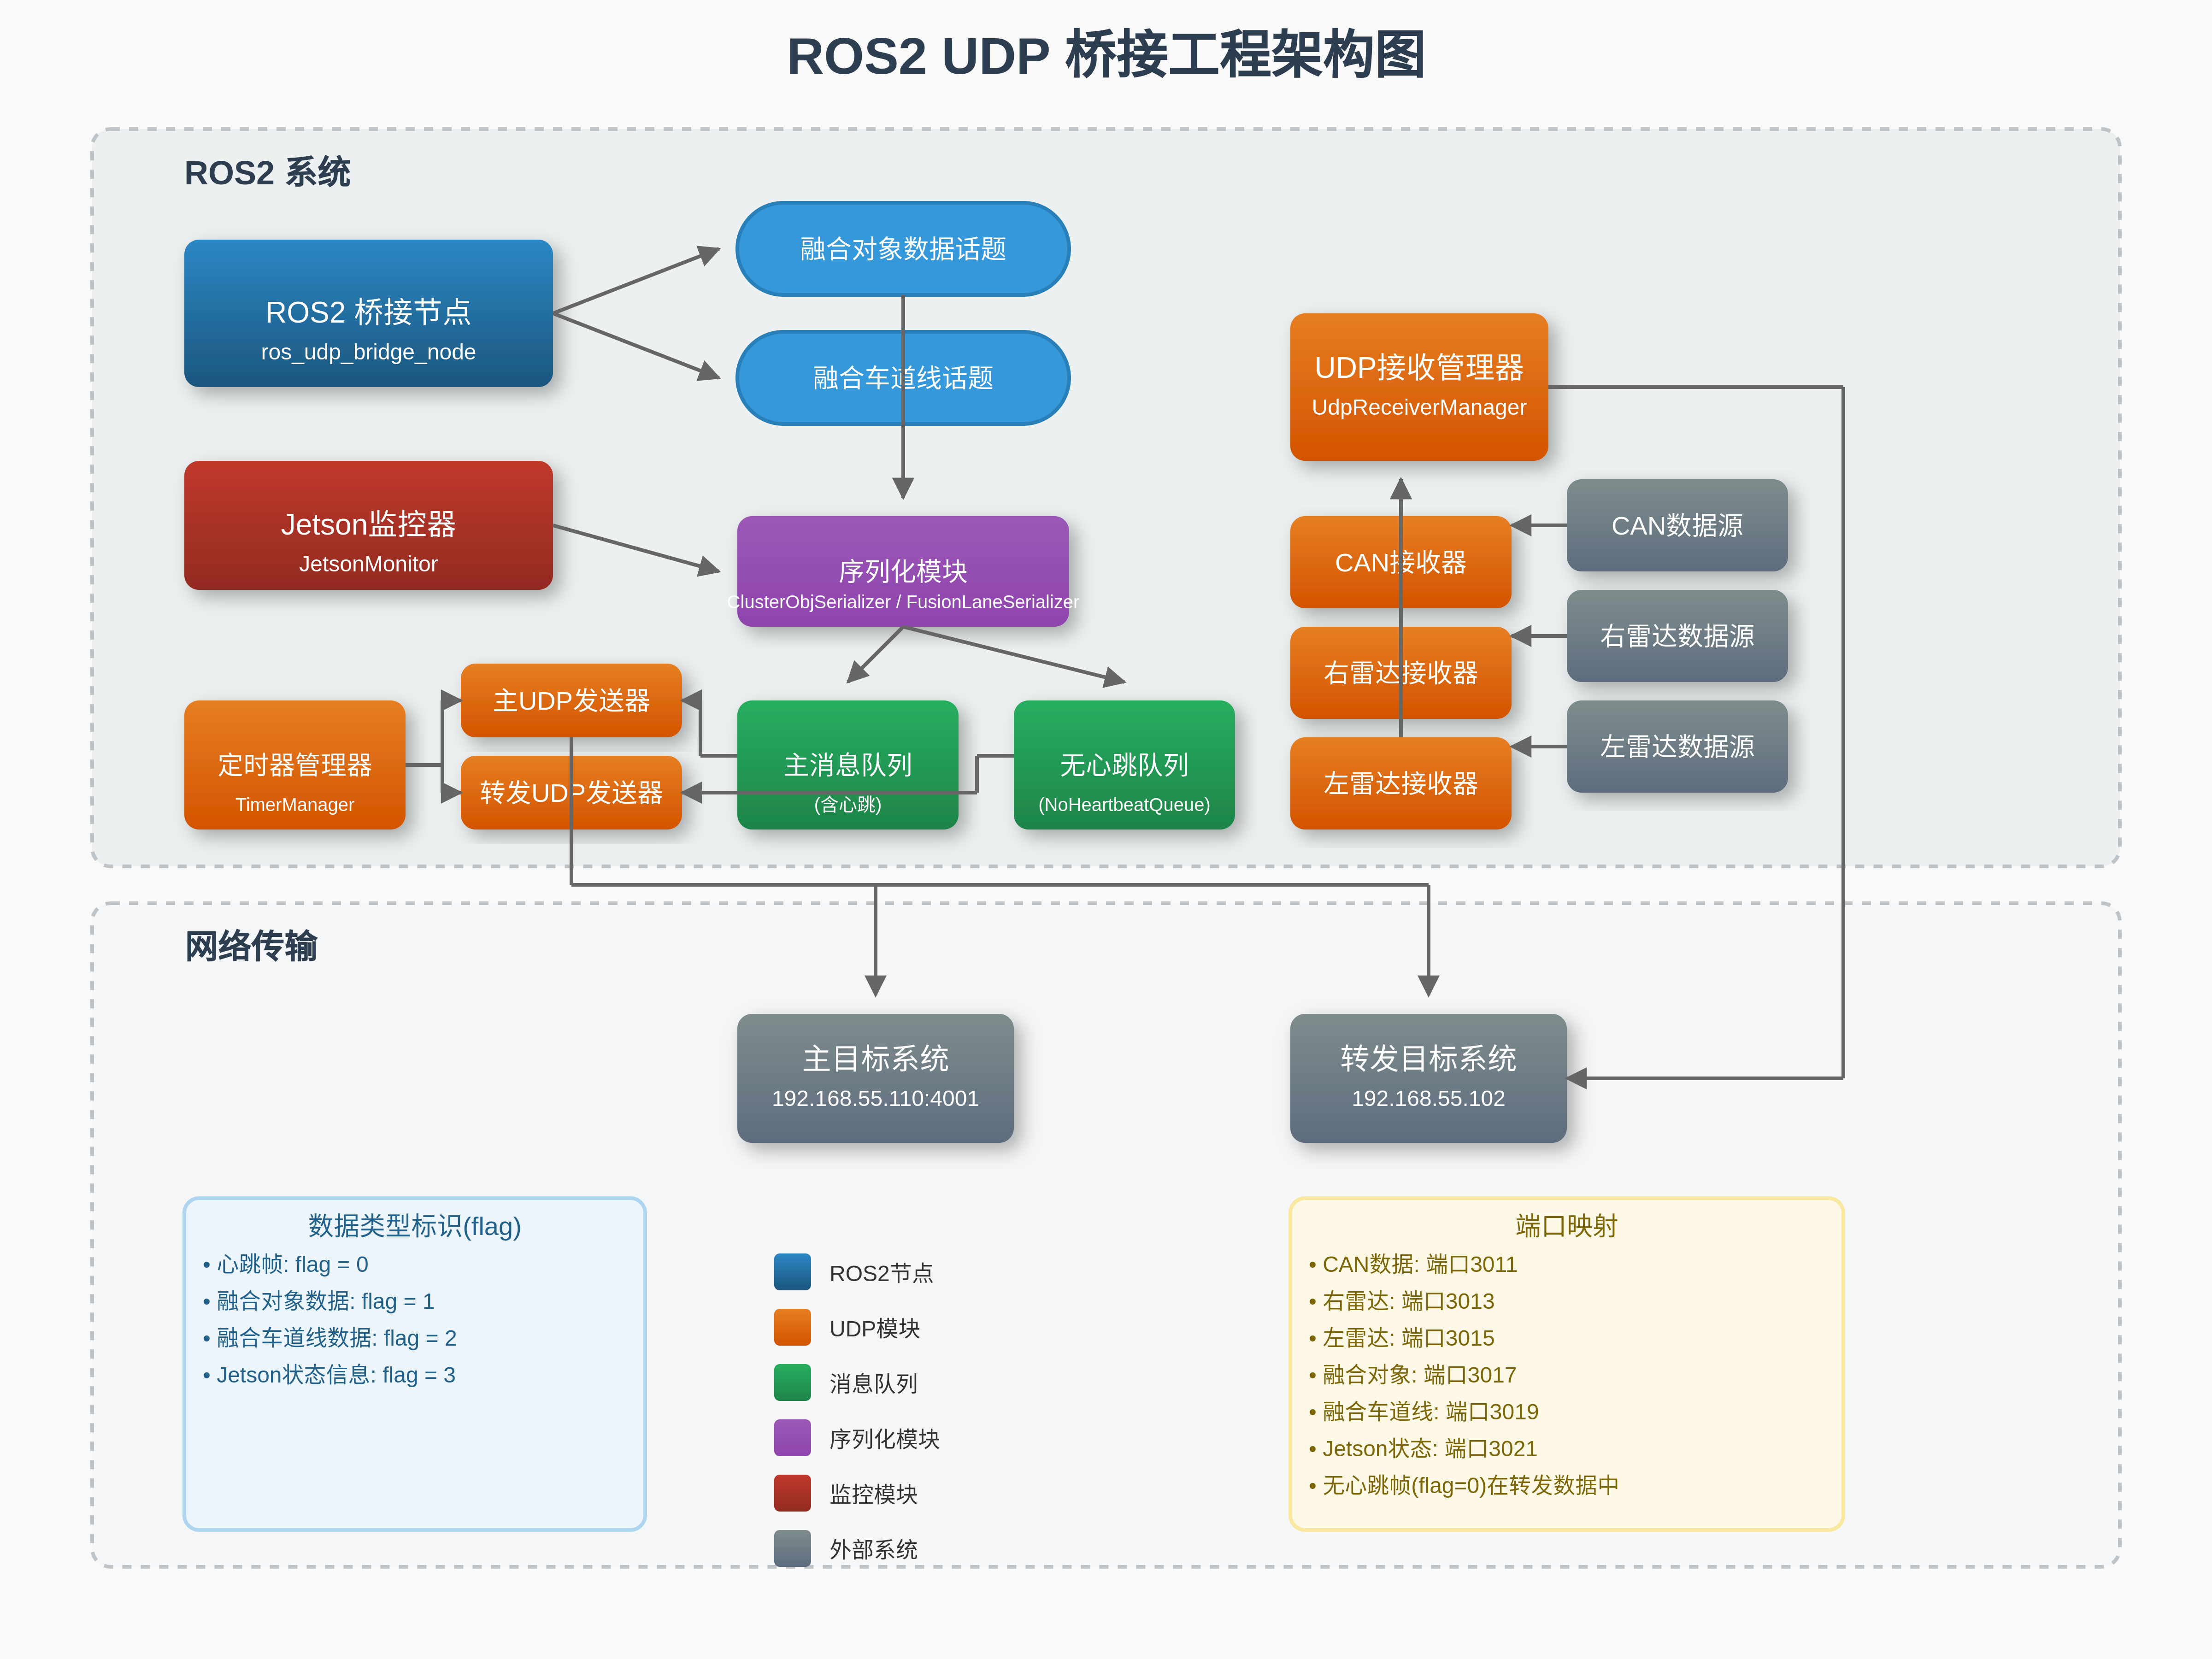 ROS2 UDP 桥接工程架构图
ROS2 系统
融合对象数据话题
ROS2 桥接节点
ros_udp_bridge_node
融合车道线话题
UDP接收管理器
UdpReceiverManager
Jetson监控器
JetsonMonitor
序列化模块
ClusterObjSerializer / FusionLaneSerializer
CAN接收器
CAN数据源
右雷达接收器
右雷达数据源
左雷达接收器
左雷达数据源
定时器管理器
TimerManager
主UDP发送器
转发UDP发送器
主消息队列
(含心跳)
无心跳队列
(NoHeartbeatQueue)
网络传输
主目标系统
192.168.55.110:4001
转发目标系统
192.168.55.102
数据类型标识(flag)
• 心跳帧: flag = 0
• 融合对象数据: flag = 1
• 融合车道线数据: flag = 2
• Jetson状态信息: flag = 3
ROS2节点
UDP模块
消息队列
序列化模块
监控模块
外部系统
端口映射
• CAN数据: 端口3011
• 右雷达: 端口3013
• 左雷达: 端口3015
• 融合对象: 端口3017
• 融合车道线: 端口3019
• Jetson状态: 端口3021
• 无心跳帧(flag=0)在转发数据中